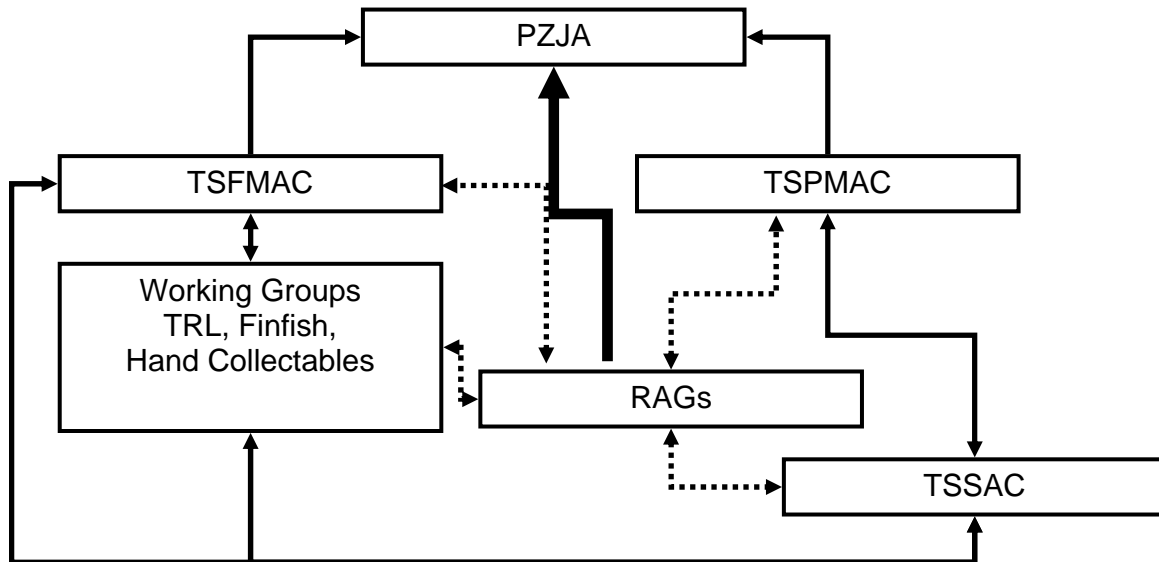 PZJA
TSFMAC
TSPMAC
Working Groups
TRL, Finfish,
Hand Collectables
RAGs
TSSAC